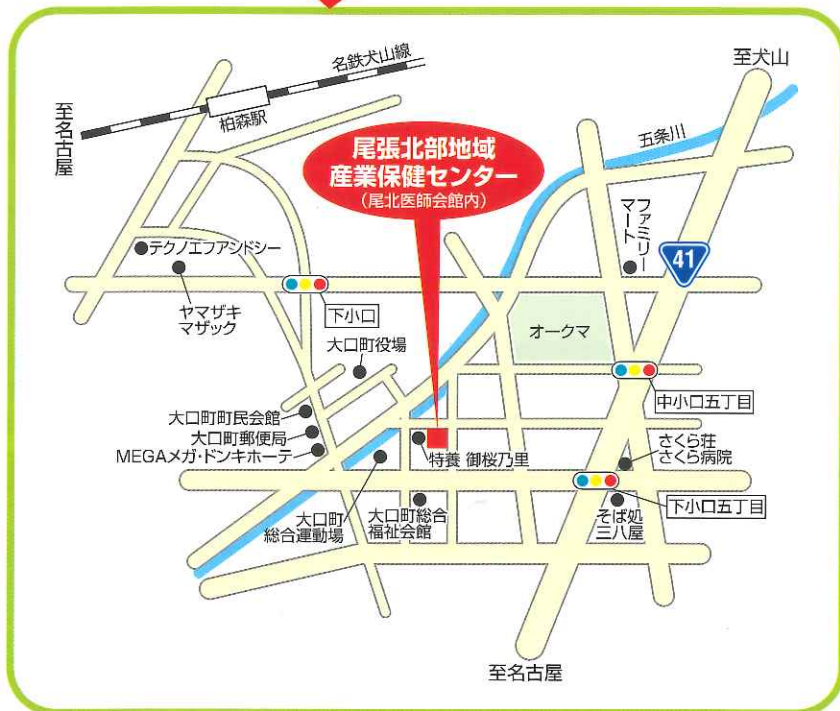 名鉄犬山線
柏森駅
至名古屋
至犬山
五条川
尾張北部地域
産業保健センター
(尾北医師会館内)
ファミリー
マート
41
テクノエフアンドシー
ヤマザキ
マザック
下小口
オークマ
大口町役場
中小口五丁目
大口町町民会館
大口町郵便局
MEGAメガ・ドンキホーテ
特養 御桜乃里
さくら荘
さくら病院
大口町
総合運動場
大口町総合
福祉会館
そば処
三八屋
下小口五丁目
至名古屋